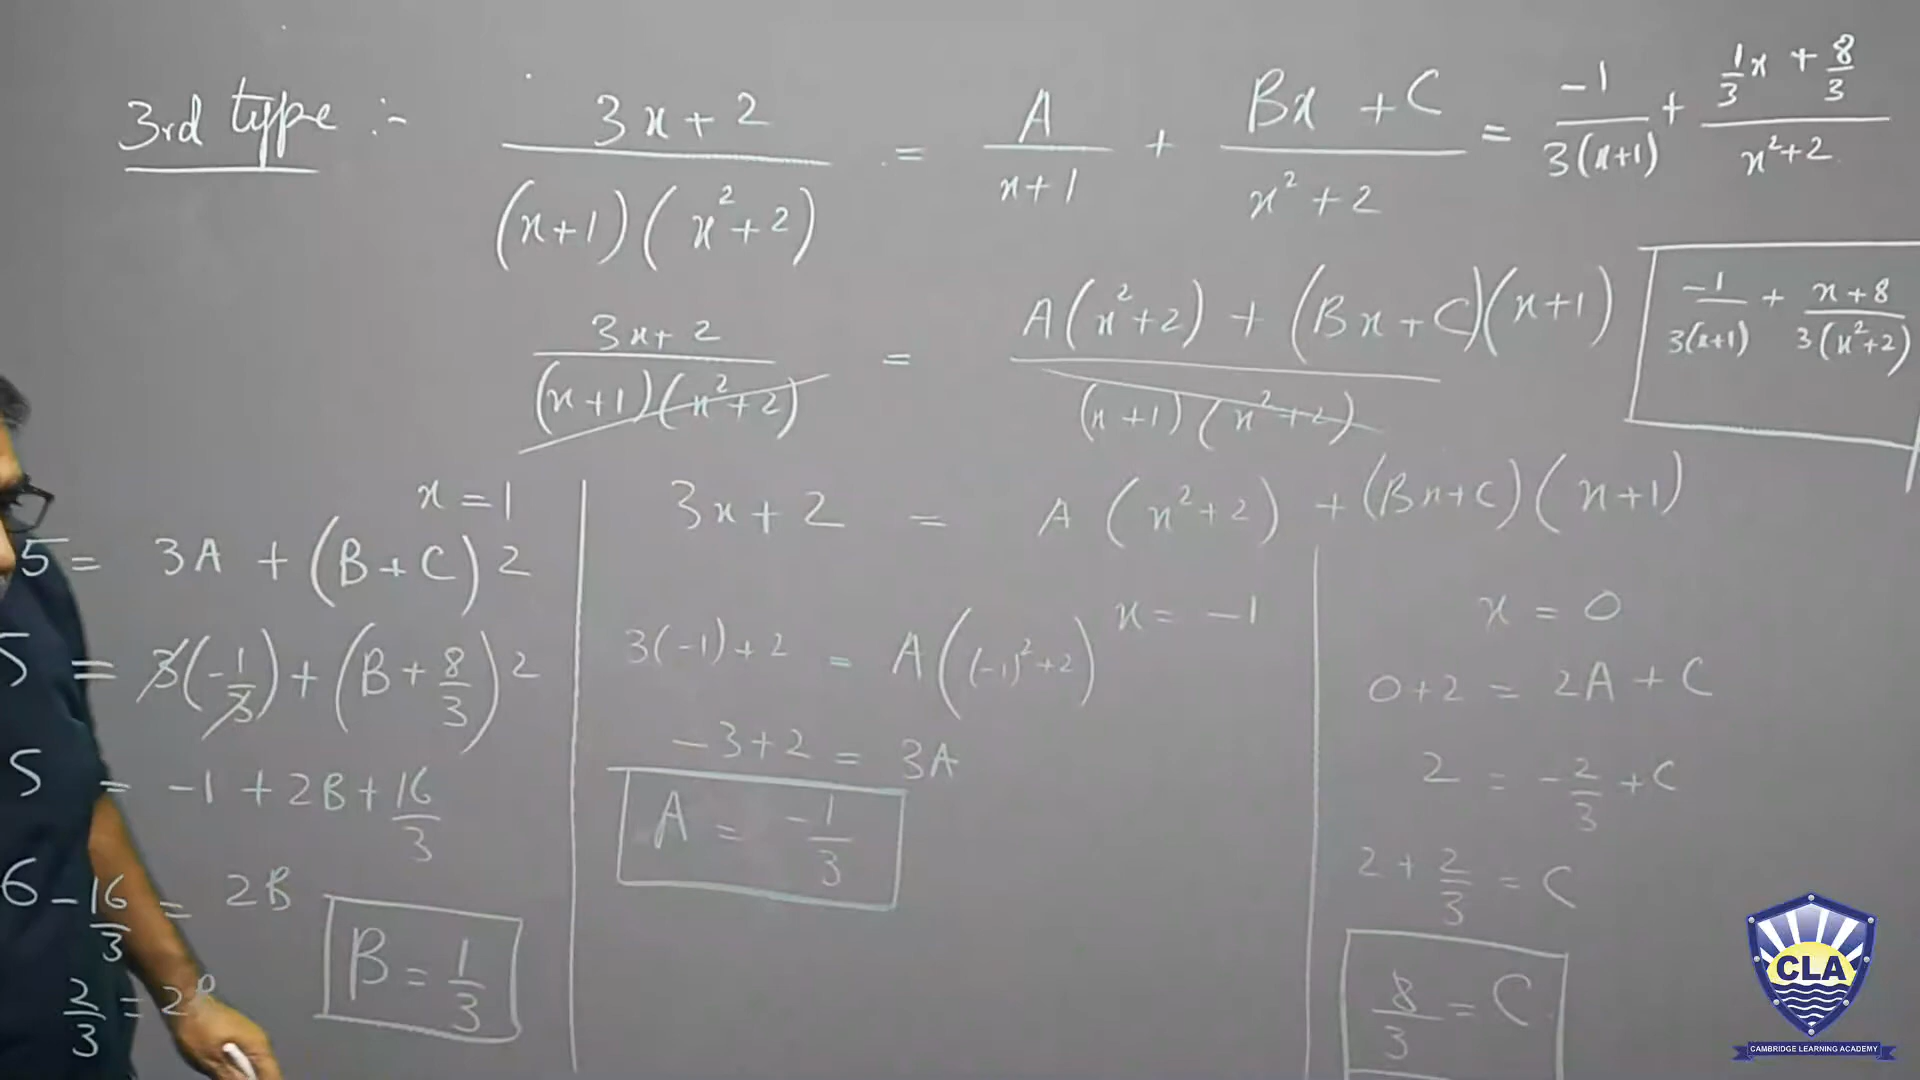 3rd type :- (3x+2)/((x+1)(x²+2)) = A/(x+1) + (Bx+C)/(x²+2) = -1/(3(x+1)) + (1/3 x + 8/3)/(x²+2)
(3x+2)/((x+1)(x²+2)) = (A(x²+2) + (Bx+C)(x+1))/((x+1)(x²+2))
-1/(3(x+1)) + (x+8)/(3(x²+2))
3x+2 = A(x²+2) + (Bx+C)(x+1)
x = 1
5 = 3A + (B+C)2
5 = 3(-1/3) + (B + 8/3)2
5 = -1 + 2B + 16/3
6 - 16/3 = 2B
2/3 = 2B
B = 1/3
x = -1
3(-1)+2 = A((-1)²+2)
-3+2 = 3A
A = -1/3
x = 0
0+2 = 2A + C
2 = -2/3 + C
2 + 2/3 = C
8/3 = C
CLA
CAMBRIDGE LEARNING ACADEMY